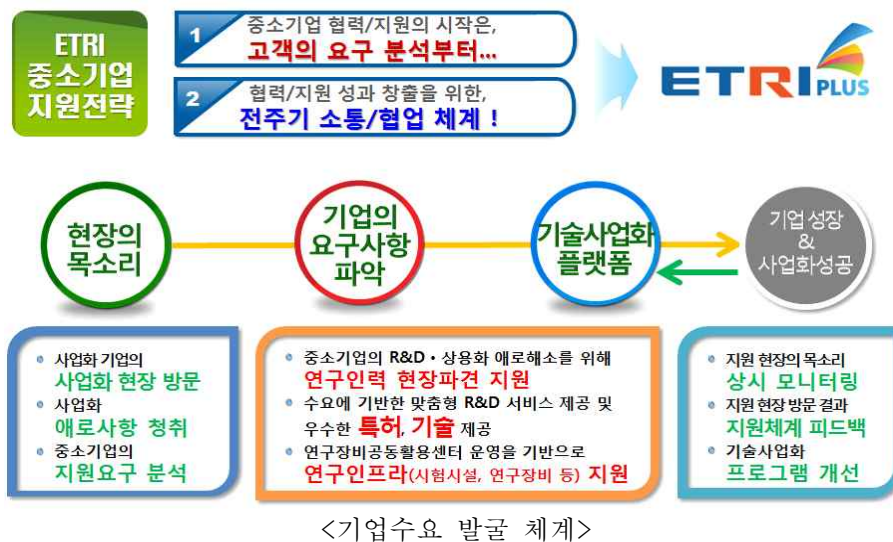 ETRI
중소기업
지원전략
1
중소기업 협력/지원의 시작은,
고객의 요구 분석부터...
2
협력/지원 성과 창출을 위한,
전주기 소통/협업 체계 !
ETRI PLUS
현장의
목소리
기업의
요구사항
파악
기술사업화
플랫폼
기업 성장
&
사업화성공
사업화 기업의
사업화 현장 방문
사업화
애로사항 청취
중소기업의
지원요구 분석
중소기업의 R&D・상용화 애로해소를 위해
연구인력 현장파견 지원
수요에 기반한 맞춤형 R&D 서비스 제공 및
우수한 특허, 기술 제공
연구장비공동활용센터 운영을 기반으로
연구인프라(시험시설, 연구장비 등) 지원
지원 현장의 목소리
상시 모니터링
지원 현장 방문 결과
지원체계 피드백
기술사업화
프로그램 개선
<기업수요 발굴 체계>